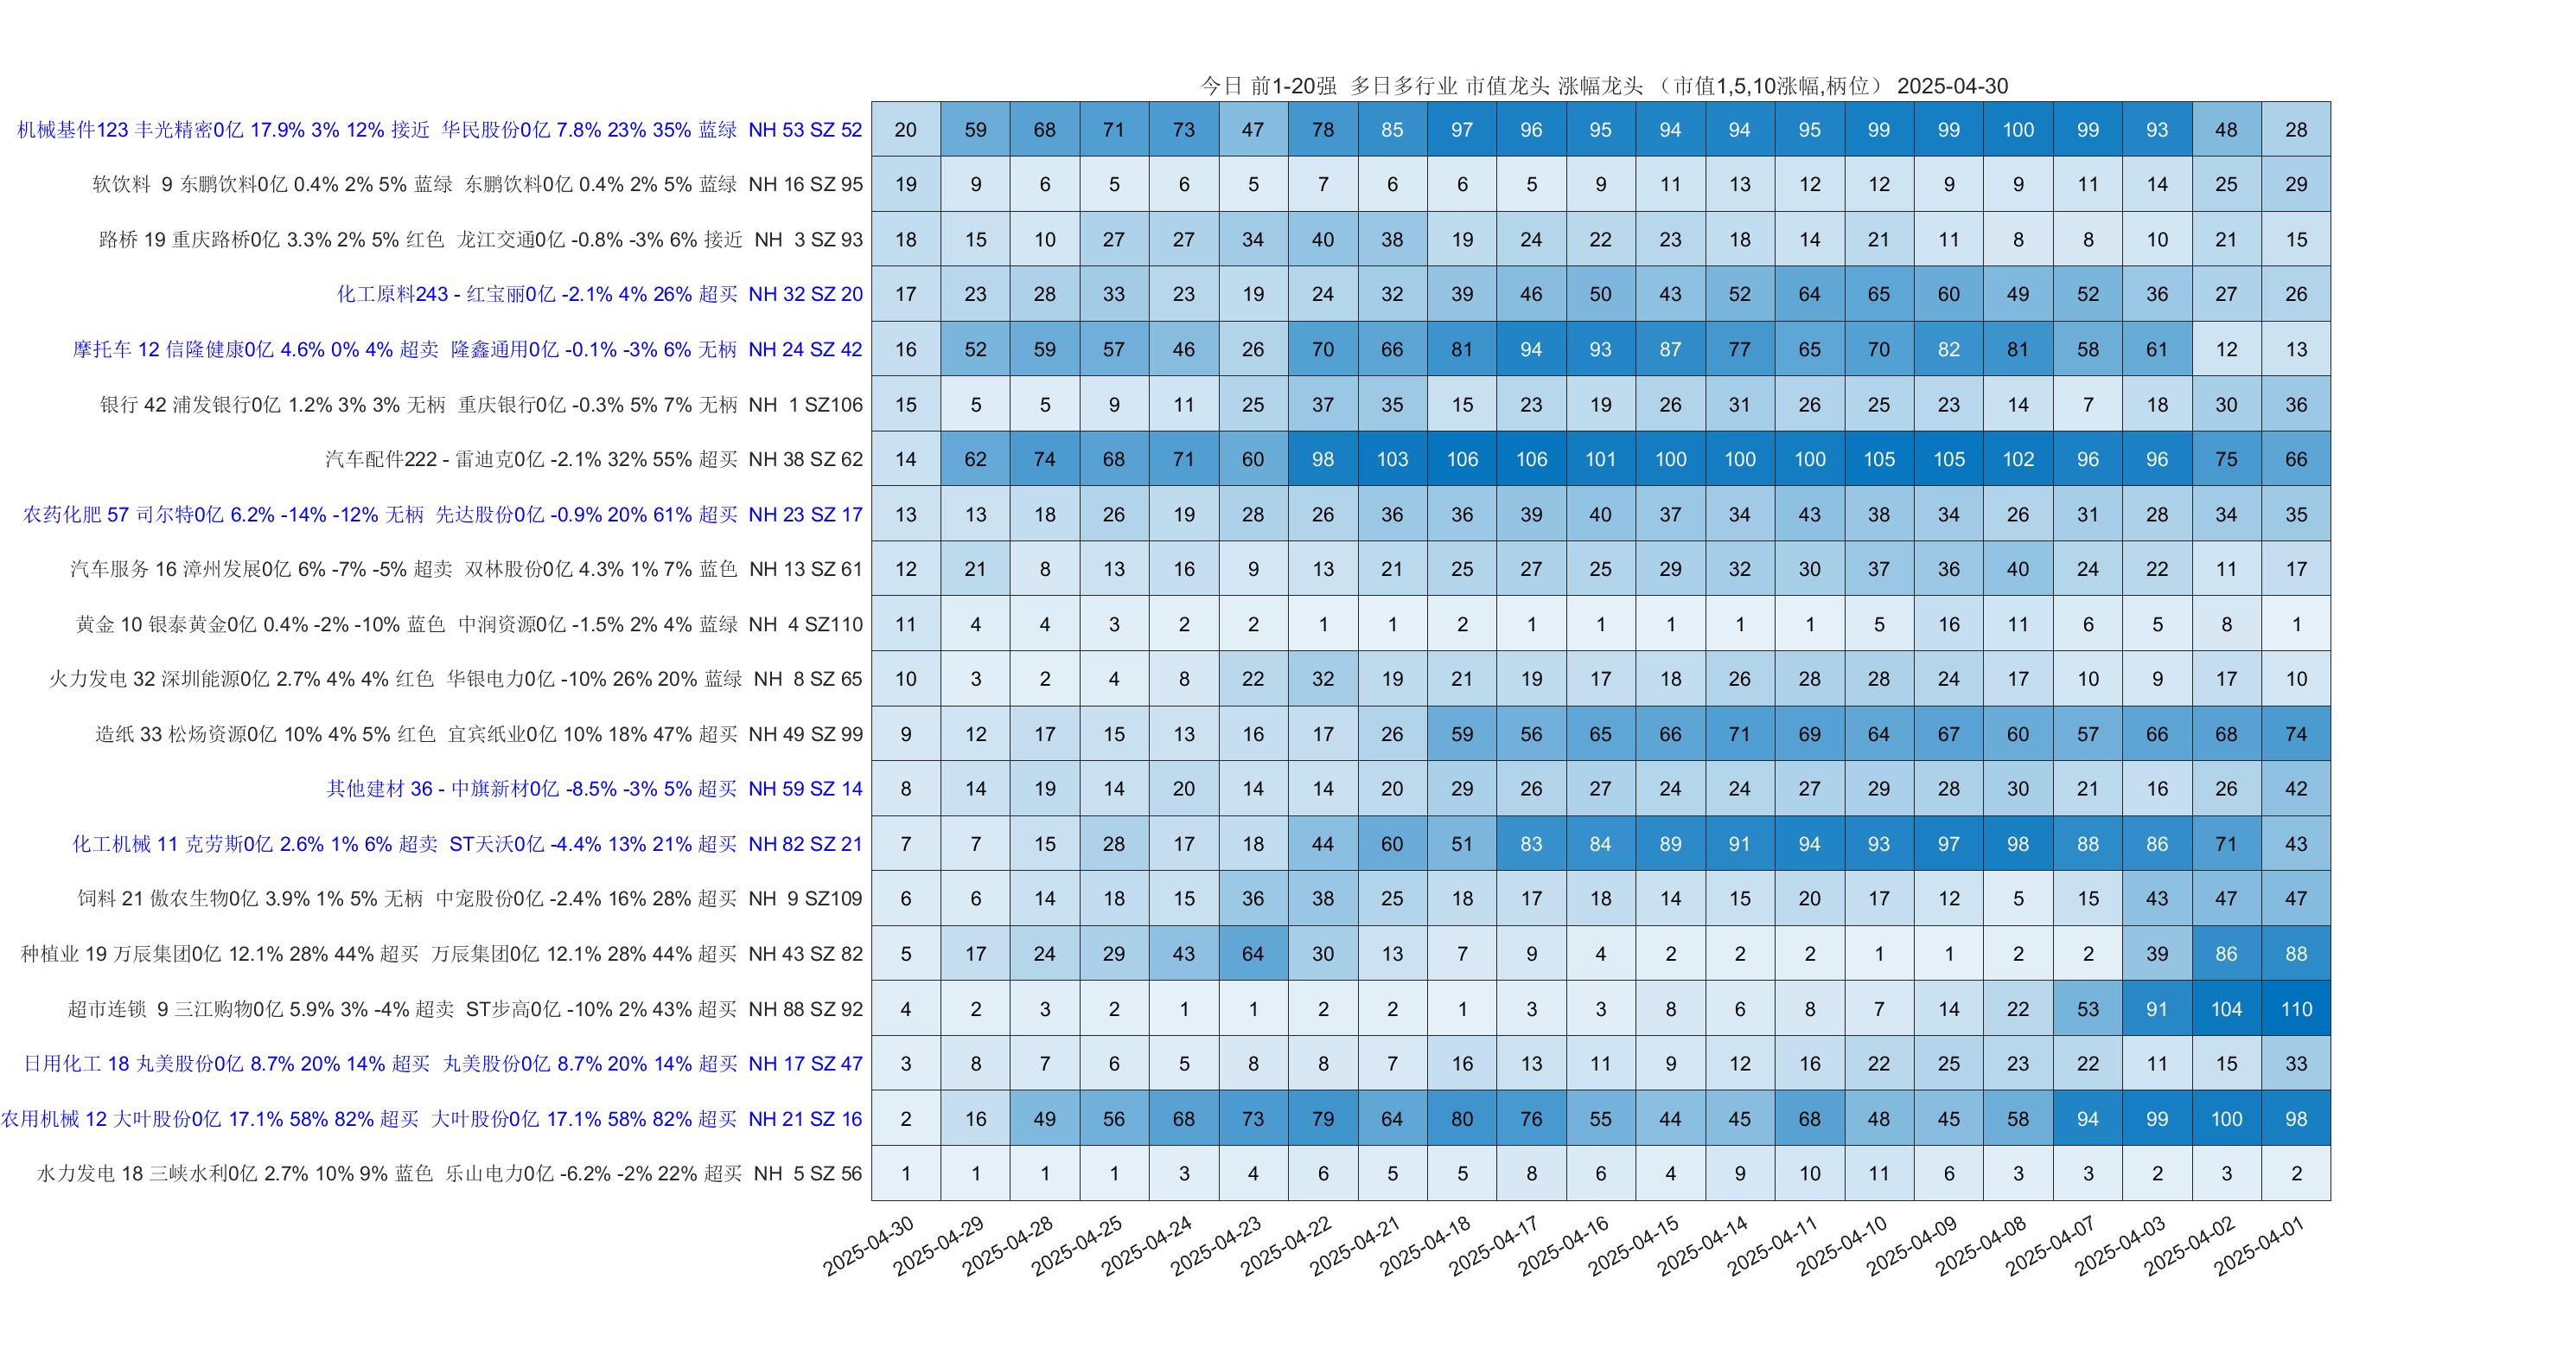 今日 前1-20强  多日多行业 市值龙头 涨幅龙头 （市值1,5,10涨幅,柄位） 2025-04-30
机械基件123 丰光精密0亿 17.9% 3% 12% 接近  华民股份0亿 7.8% 23% 35% 蓝绿  NH 53 SZ 52 20 59 68 71 73 47 78 85 97 96 95 94 94 95 99 99 100 99 93 48 28
软饮料  9 东鹏饮料0亿 0.4% 2% 5% 蓝绿  东鹏饮料0亿 0.4% 2% 5% 蓝绿  NH 16 SZ 95 19 9 6 5 6 5 7 6 6 5 9 11 13 12 12 9 9 11 14 25 29
路桥 19 重庆路桥0亿 3.3% 2% 5% 红色  龙江交通0亿 -0.8% -3% 6% 接近  NH  3 SZ 93 18 15 10 27 27 34 40 38 19 24 22 23 18 14 21 11 8 8 10 21 15
化工原料243 - 红宝丽0亿 -2.1% 4% 26% 超买  NH 32 SZ 20 17 23 28 33 23 19 24 32 39 46 50 43 52 64 65 60 49 52 36 27 26
摩托车 12 信隆健康0亿 4.6% 0% 4% 超卖  隆鑫通用0亿 -0.1% -3% 6% 无柄  NH 24 SZ 42 16 52 59 57 46 26 70 66 81 94 93 87 77 65 70 82 81 58 61 12 13
银行 42 浦发银行0亿 1.2% 3% 3% 无柄  重庆银行0亿 -0.3% 5% 7% 无柄  NH  1 SZ106 15 5 5 9 11 25 37 35 15 23 19 26 31 26 25 23 14 7 18 30 36
汽车配件222 - 雷迪克0亿 -2.1% 32% 55% 超买  NH 38 SZ 62 14 62 74 68 71 60 98 103 106 106 101 100 100 100 105 105 102 96 96 75 66
农药化肥 57 司尔特0亿 6.2% -14% -12% 无柄  先达股份0亿 -0.9% 20% 61% 超买  NH 23 SZ 17 13 13 18 26 19 28 26 36 36 39 40 37 34 43 38 34 26 31 28 34 35
汽车服务 16 漳州发展0亿 6% -7% -5% 超卖  双林股份0亿 4.3% 1% 7% 蓝色  NH 13 SZ 61 12 21 8 13 16 9 13 21 25 27 25 29 32 30 37 36 40 24 22 11 17
黄金 10 银泰黄金0亿 0.4% -2% -10% 蓝色  中润资源0亿 -1.5% 2% 4% 蓝绿  NH  4 SZ110 11 4 4 3 2 2 1 1 2 1 1 1 1 1 5 16 11 6 5 8 1
火力发电 32 深圳能源0亿 2.7% 4% 4% 红色  华银电力0亿 -10% 26% 20% 蓝绿  NH  8 SZ 65 10 3 2 4 8 22 32 19 21 19 17 18 26 28 28 24 17 10 9 17 10
造纸 33 松炀资源0亿 10% 4% 5% 红色  宜宾纸业0亿 10% 18% 47% 超买  NH 49 SZ 99 9 12 17 15 13 16 17 26 59 56 65 66 71 69 64 67 60 57 66 68 74
其他建材 36 - 中旗新材0亿 -8.5% -3% 5% 超买  NH 59 SZ 14 8 14 19 14 20 14 14 20 29 26 27 24 24 27 29 28 30 21 16 26 42
化工机械 11 克劳斯0亿 2.6% 1% 6% 超卖  ST天沃0亿 -4.4% 13% 21% 超买  NH 82 SZ 21 7 7 15 28 17 18 44 60 51 83 84 89 91 94 93 97 98 88 86 71 43
饲料 21 傲农生物0亿 3.9% 1% 5% 无柄  中宠股份0亿 -2.4% 16% 28% 超买  NH  9 SZ109 6 6 14 18 15 36 38 25 18 17 18 14 15 20 17 12 5 15 43 47 47
种植业 19 万辰集团0亿 12.1% 28% 44% 超买  万辰集团0亿 12.1% 28% 44% 超买  NH 43 SZ 82 5 17 24 29 43 64 30 13 7 9 4 2 2 2 1 1 2 2 39 86 88
超市连锁  9 三江购物0亿 5.9% 3% -4% 超卖  ST步高0亿 -10% 2% 43% 超买  NH 88 SZ 92 4 2 3 2 1 1 2 2 1 3 3 8 6 8 7 14 22 53 91 104 110
日用化工 18 丸美股份0亿 8.7% 20% 14% 超买  丸美股份0亿 8.7% 20% 14% 超买  NH 17 SZ 47 3 8 7 6 5 8 8 7 16 13 11 9 12 16 22 25 23 22 11 15 33
农用机械 12 大叶股份0亿 17.1% 58% 82% 超买  大叶股份0亿 17.1% 58% 82% 超买  NH 21 SZ 16 2 16 49 56 68 73 79 64 80 76 55 44 45 68 48 45 58 94 99 100 98
水力发电 18 三峡水利0亿 2.7% 10% 9% 蓝色  乐山电力0亿 -6.2% -2% 22% 超买  NH  5 SZ 56 1 1 1 1 3 4 6 5 5 8 6 4 9 10 11 6 3 3 2 3 2
2025-04-30 2025-04-29 2025-04-28 2025-04-25 2025-04-24 2025-04-23 2025-04-22 2025-04-21 2025-04-18 2025-04-17 2025-04-16 2025-04-15 2025-04-14 2025-04-11 2025-04-10 2025-04-09 2025-04-08 2025-04-07 2025-04-03 2025-04-02 2025-04-01